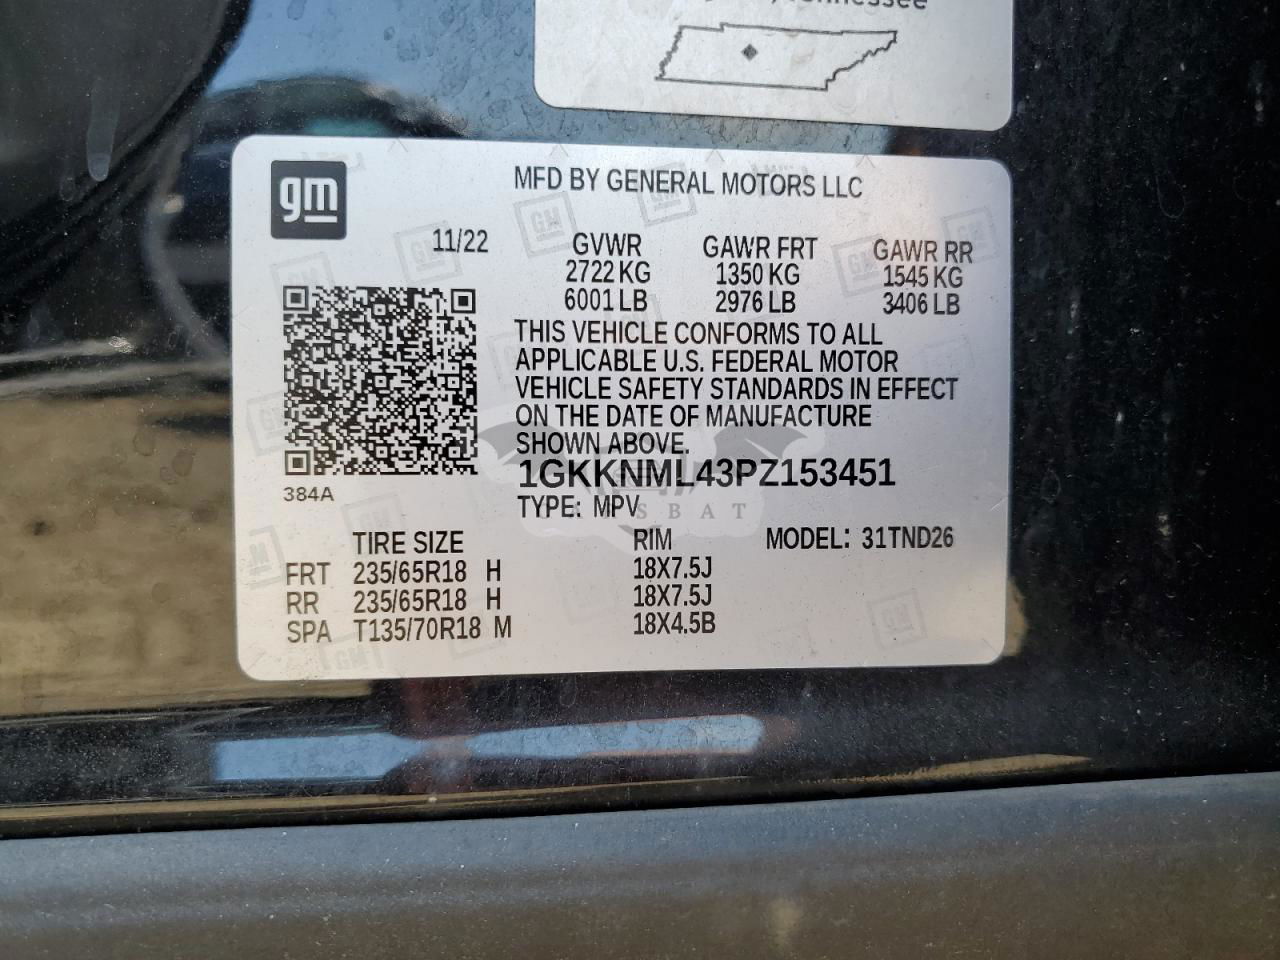 Tennessee
gm
MFD BY GENERAL MOTORS LLC
11/22
GVWR GAWR FRT GAWR RR
2722 KG 1350 KG 1545 KG
6001 LB 2976 LB 3406 LB
THIS VEHICLE CONFORMS TO ALL
APPLICABLE U.S. FEDERAL MOTOR
VEHICLE SAFETY STANDARDS IN EFFECT
ON THE DATE OF MANUFACTURE
SHOWN ABOVE.
1GKKNML43PZ153451
384A
TYPE: MPV
TIRE SIZE RIM MODEL: 31TND26
FRT 235/65R18 H 18X7.5J
RR 235/65R18 H 18X7.5J
SPA T135/70R18 M 18X4.5B